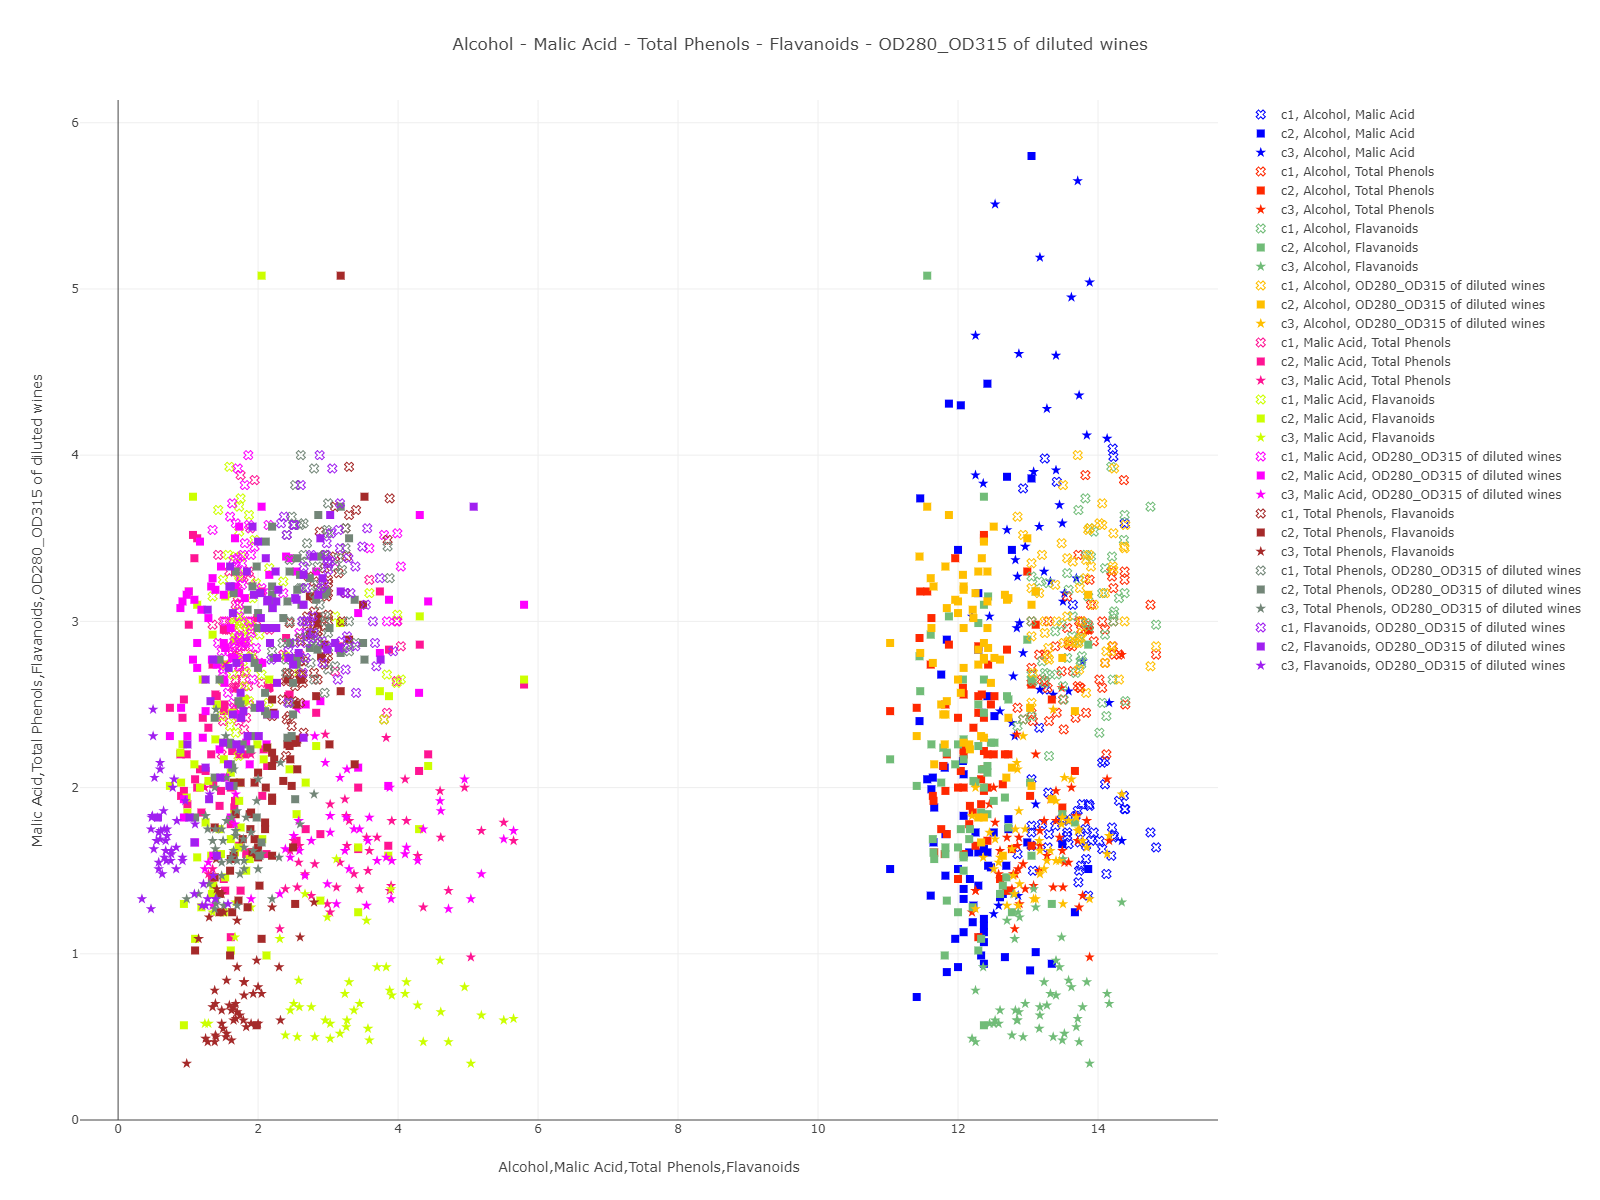 Alcohol - Malic Acid - Total Phenols - Flavanoids - OD280_OD315 of diluted wines
c1, Alcohol, Malic Acid
c2, Alcohol, Malic Acid
c3, Alcohol, Malic Acid
c1, Alcohol, Total Phenols
c2, Alcohol, Total Phenols
c3, Alcohol, Total Phenols
c1, Alcohol, Flavanoids
c2, Alcohol, Flavanoids
c3, Alcohol, Flavanoids
c1, Alcohol, OD280_OD315 of diluted wines
c2, Alcohol, OD280_OD315 of diluted wines
c3, Alcohol, OD280_OD315 of diluted wines
c1, Malic Acid, Total Phenols
c2, Malic Acid, Total Phenols
c3, Malic Acid, Total Phenols
c1, Malic Acid, Flavanoids
c2, Malic Acid, Flavanoids
c3, Malic Acid, Flavanoids
c1, Malic Acid, OD280_OD315 of diluted wines
c2, Malic Acid, OD280_OD315 of diluted wines
c3, Malic Acid, OD280_OD315 of diluted wines
c1, Total Phenols, Flavanoids
c2, Total Phenols, Flavanoids
c3, Total Phenols, Flavanoids
c1, Total Phenols, OD280_OD315 of diluted wines
c2, Total Phenols, OD280_OD315 of diluted wines
c3, Total Phenols, OD280_OD315 of diluted wines
c1, Flavanoids, OD280_OD315 of diluted wines
c2, Flavanoids, OD280_OD315 of diluted wines
c3, Flavanoids, OD280_OD315 of diluted wines
Malic Acid,Total Phenols,Flavanoids,OD280_OD315 of diluted wines
6
5
4
3
2
1
0
0 2 4 6 8 10 12 14
Alcohol,Malic Acid,Total Phenols,Flavanoids